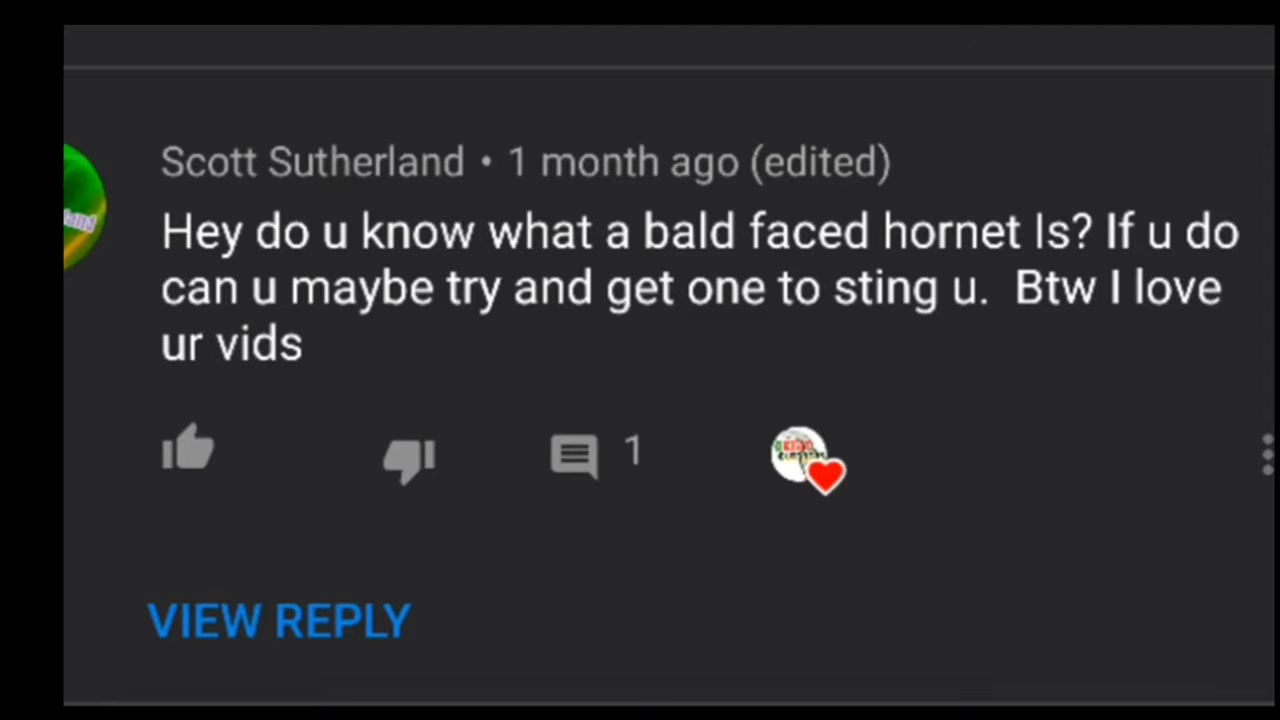 Scott Sutherland • 1 month ago (edited)
Hey do u know what a bald faced hornet Is? If u do
can u maybe try and get one to sting u.  Btw I love
ur vids
1
VIEW REPLY